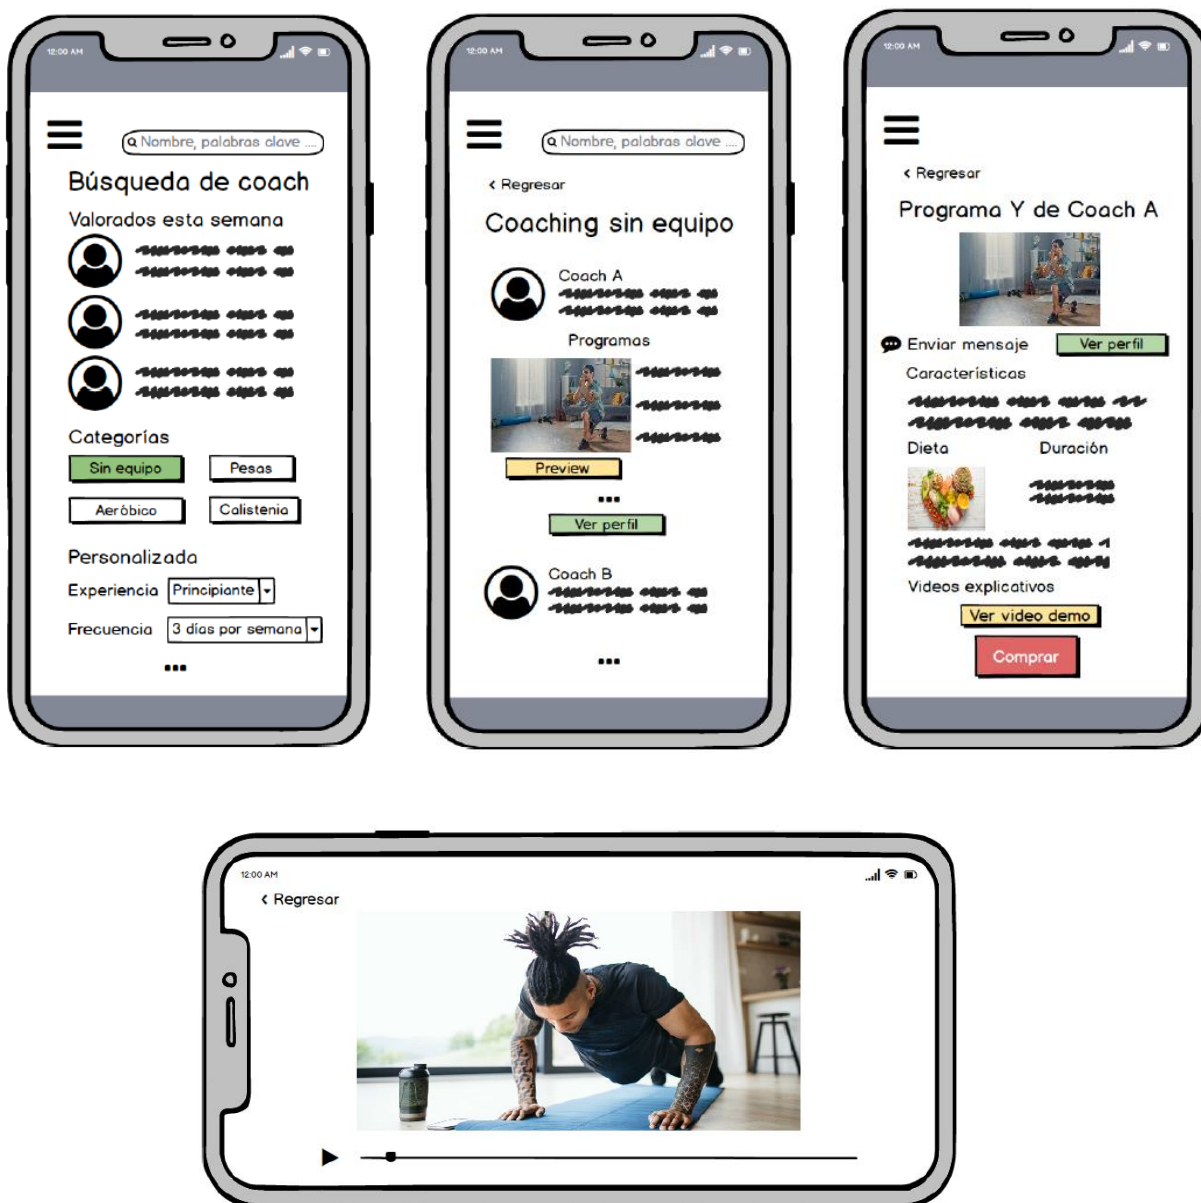 12:00 AM
Nombre, palabras clave ....
Búsqueda de coach
Valorados esta semana
Categorías
Sin equipo
Pesas
Aeróbico
Calistenia
Personalizada
Experiencia
Principiante
Frecuencia
3 días por semana
...
12:00 AM
Nombre, palabras clave ....
< Regresar
Coaching sin equipo
Coach A
Programas
Preview
...
Ver perfil
Coach B
...
12:00 AM
< Regresar
Programa Y de Coach A
Enviar mensaje
Ver perfil
Características
Dieta
Duración
Videos explicativos
Ver video demo
Comprar
12:00 AM
< Regresar